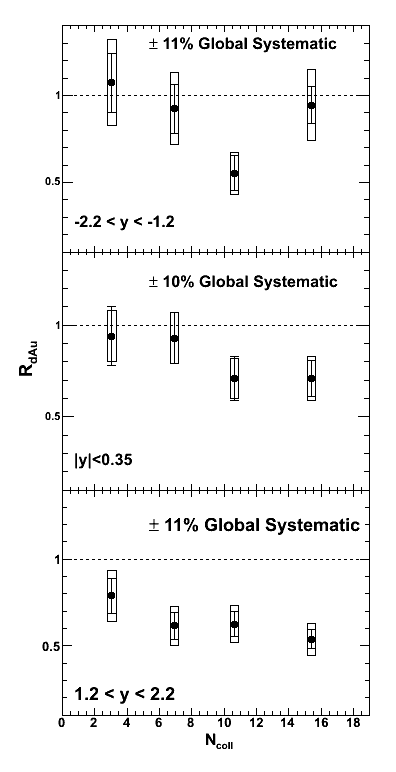 ± 11% Global Systematic
1
0.5
-2.2 < y < -1.2
± 10% Global Systematic
1
R_dAu
0.5
|y|<0.35
± 11% Global Systematic
1
0.5
1.2 < y < 2.2
0 2 4 6 8 10 12 14 16 18
N_coll